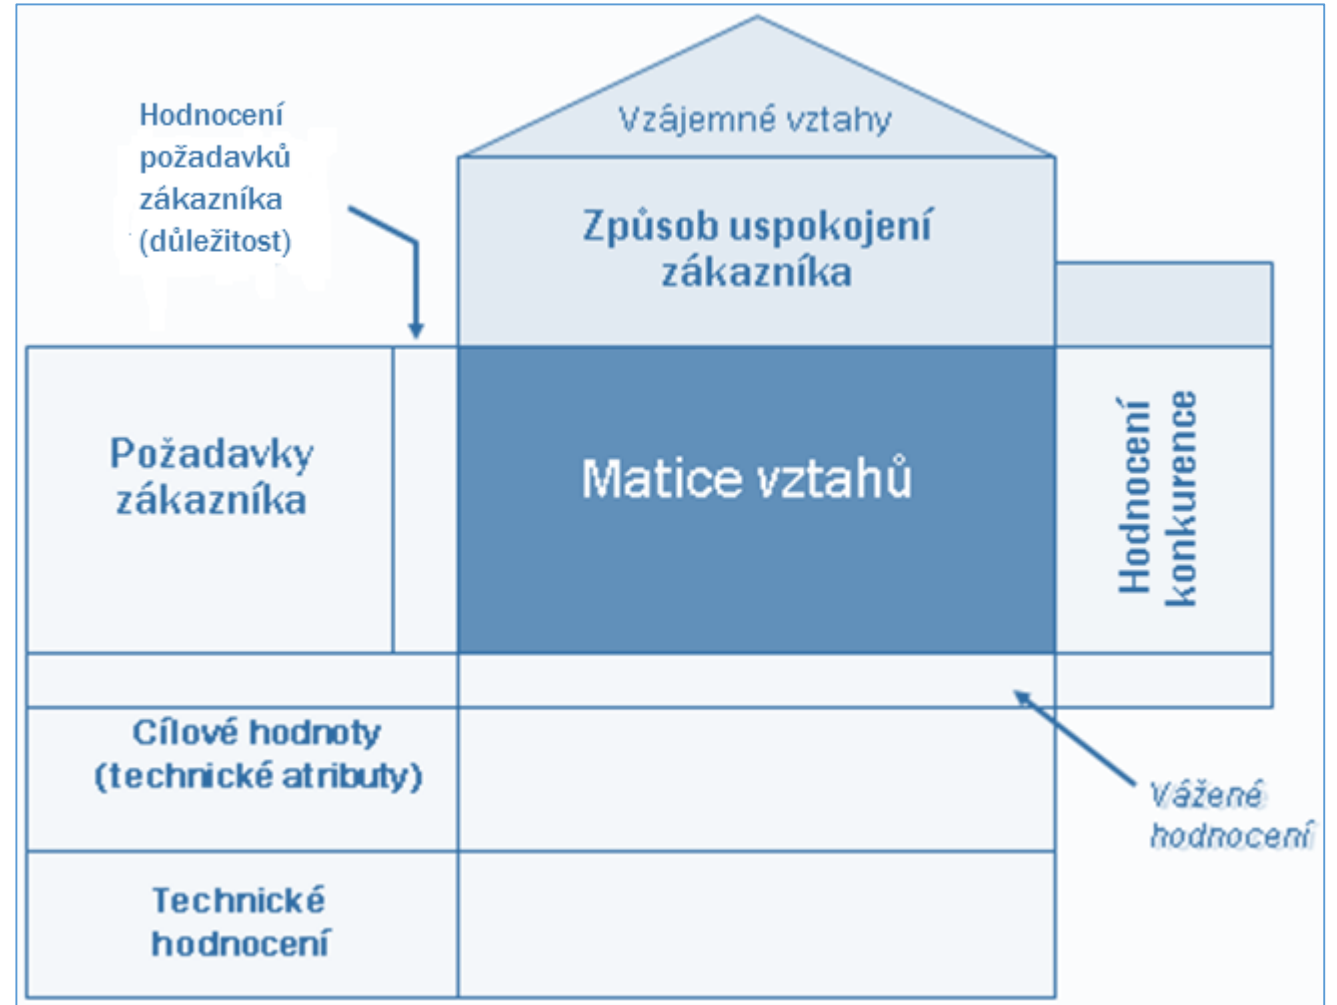 Vzájemné vztahy
Hodnocení
požadavků
zákazníka
(důležitost)
Způsob uspokojení
zákazníka
Požadavky
zákazníka
Matice vztahů
Hodnocení
konkurence
Cílové hodnoty
(technické atributy)
Vážené
hodnocení
Technické
hodnocení